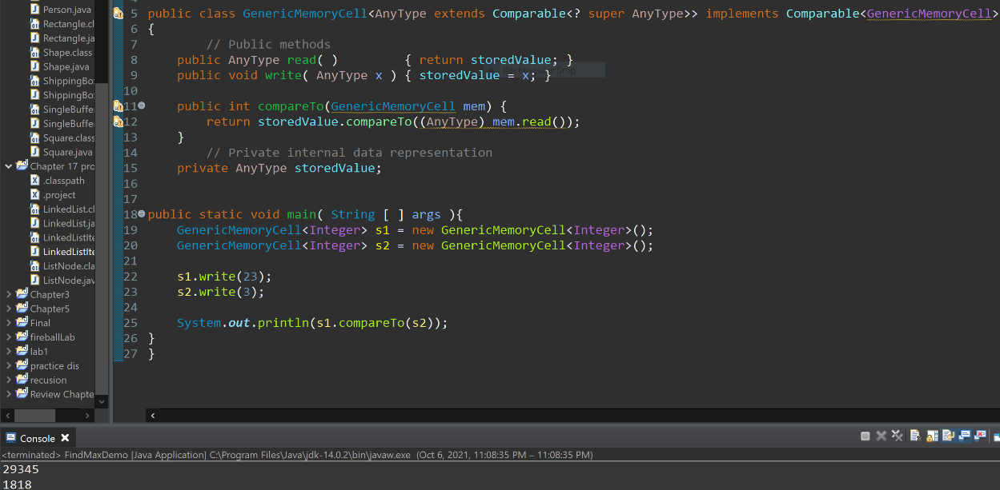 Person.java
Rectangle.cl
Rectangle.ja
Shape.class
Shape.java
ShippingBo
ShippingBo
SingleBuffe
SingleBuffe
Square.class
Square.java
Chapter 17 pro
.classpath
.project
LinkedList.cl
LinkedList.ja
LinkedListIte
LinkedListIte
ListNode.cla
ListNode.jav
Chapter3
Chapter5
Final
fireballLab
lab1
practice dis
recusion
Review Chapte
5 public class GenericMemoryCell<AnyType extends Comparable<? super AnyType>> implements Comparable<GenericMemoryCell>
6 {
7 // Public methods
8 public AnyType read( ) { return storedValue; }
9 public void write( AnyType x ) { storedValue = x; }
10
11 public int compareTo(GenericMemoryCell mem) {
12 return storedValue.compareTo((AnyType) mem.read());
13 }
14 // Private internal data representation
15 private AnyType storedValue;
16
17
18 public static void main( String [ ] args ){
19 GenericMemoryCell<Integer> s1 = new GenericMemoryCell<Integer>();
20 GenericMemoryCell<Integer> s2 = new GenericMemoryCell<Integer>();
21
22 s1.write(23);
23 s2.write(3);
24
25 System.out.println(s1.compareTo(s2));
26 }
27 }
Console
<terminated> FindMaxDemo [Java Application] C:\Program Files\Java\jdk-14.0.2\bin\javaw.exe (Oct 6, 2021, 11:08:35 PM – 11:08:35 PM)
29345
1818